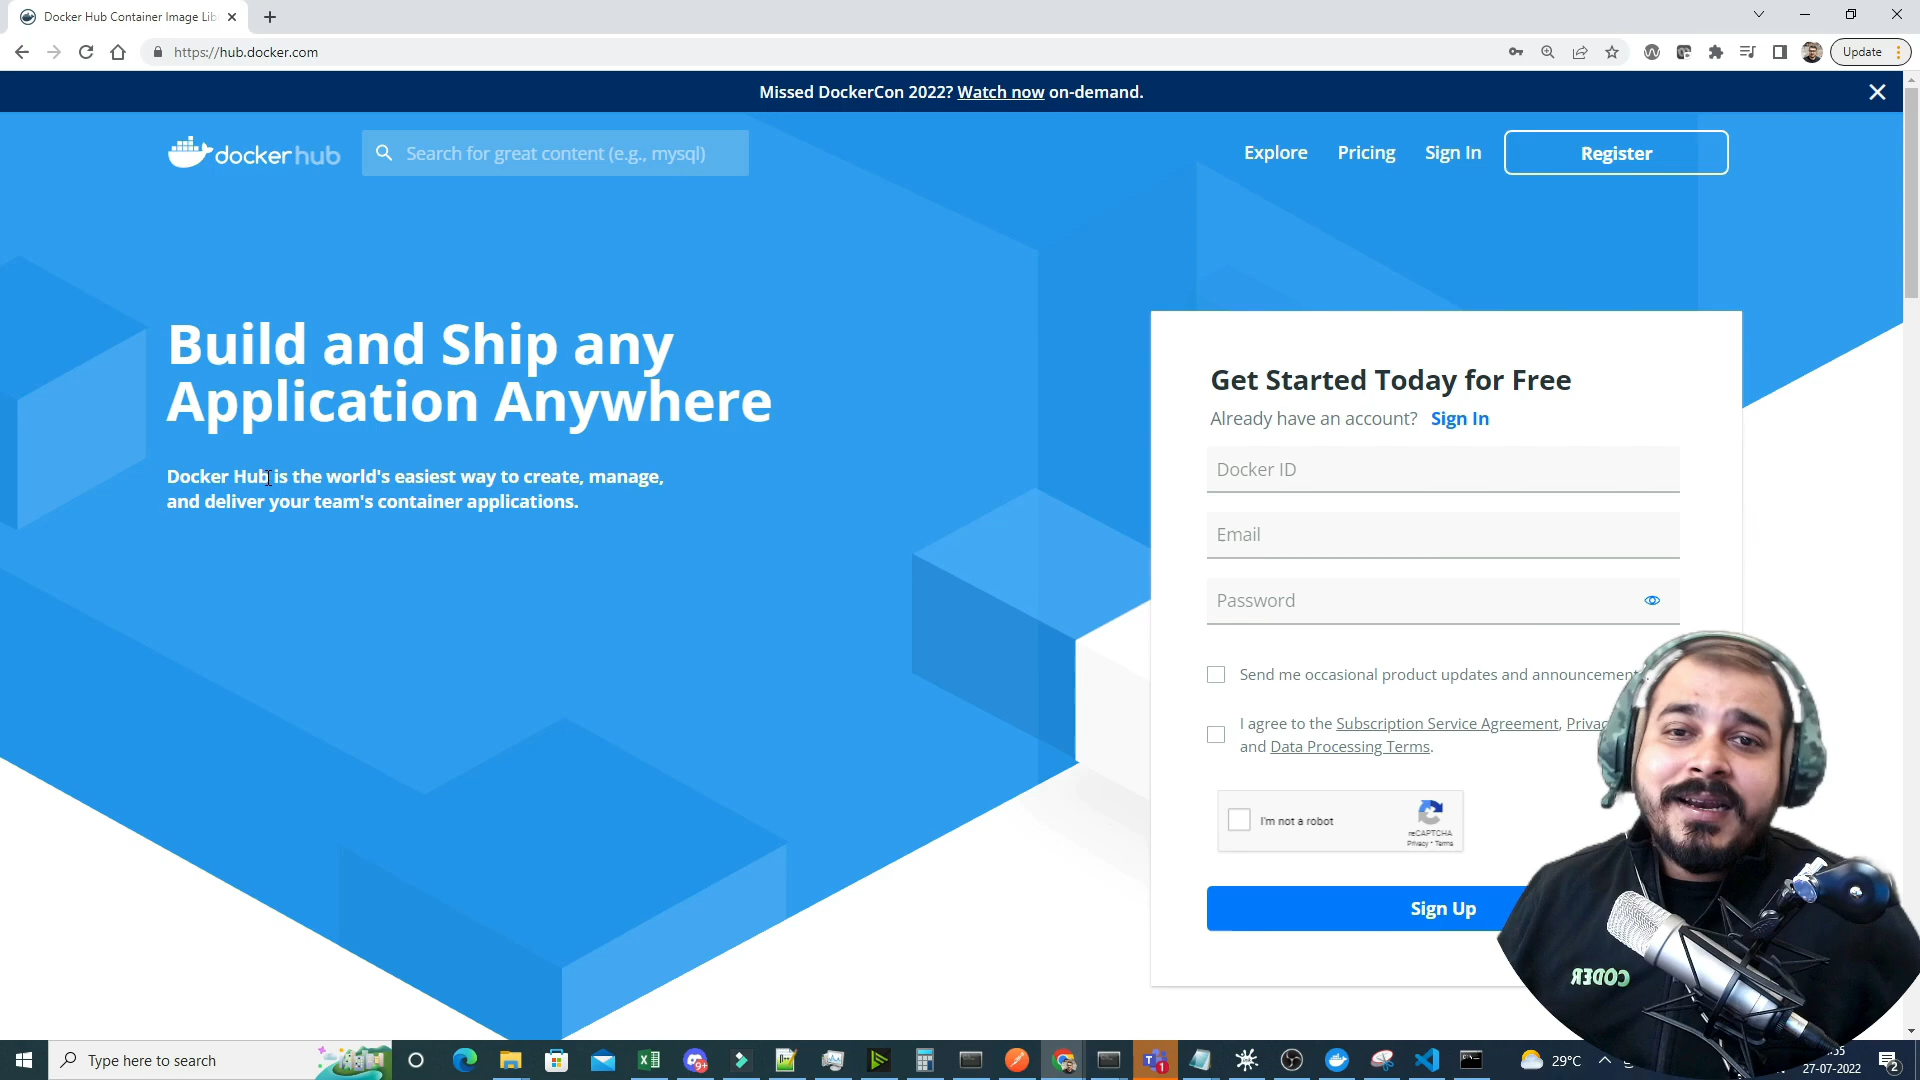 Docker Hub Container Image Lib
https://hub.docker.com
Update
Missed DockerCon 2022? Watch now on-demand.
docker hub
Search for great content (e.g., mysql)
Explore
Pricing
Sign In
Register
Build and Ship any
Application Anywhere
Docker Hub is the world's easiest way to create, manage,
and deliver your team's container applications.
Get Started Today for Free
Already have an account? Sign In
Docker ID
Email
Password
Send me occasional product updates and announcement
I agree to the Subscription Service Agreement, Privac
and Data Processing Terms.
I'm not a robot
reCAPTCHA
Privacy • Terms
Sign Up
CODER
Type here to search
29°C
27-07-2022
2